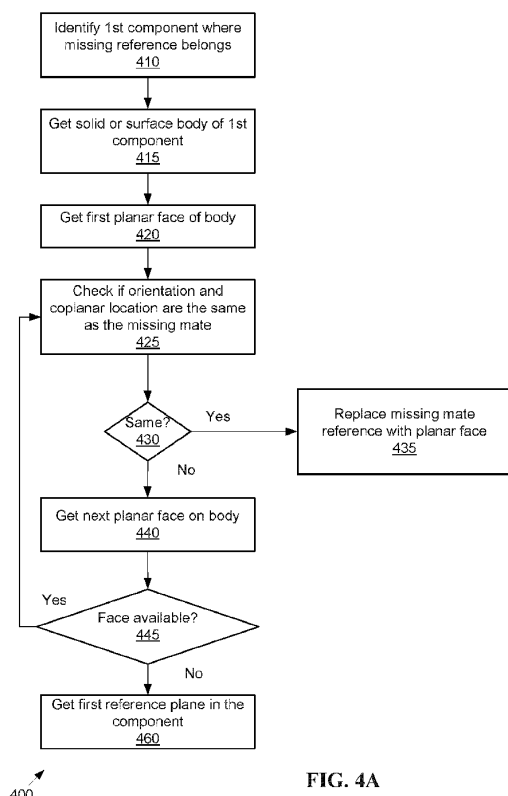 Identify 1st component where
missing reference belongs
410
Get solid or surface body of 1st
component
415
Get first planar face of body
420
Check if orientation and
coplanar location are the same
as the missing mate
425
Same?
430
Yes
Replace missing mate
reference with planar face
435
No
Get next planar face on body
440
Yes
Face available?
445
No
Get first reference plane in the
component
460
400
FIG. 4A